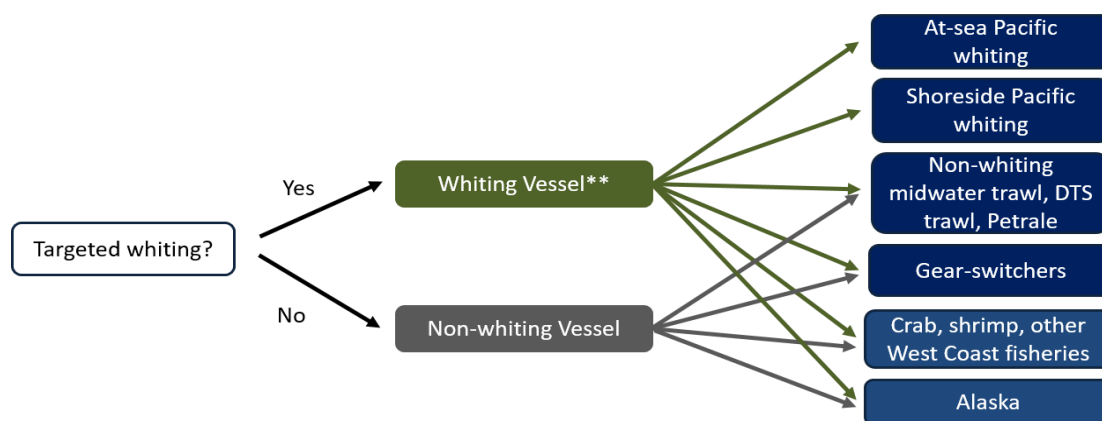 Targeted whiting?
Yes
No
Whiting Vessel**
Non-whiting Vessel
At-sea Pacific
whiting
Shoreside Pacific
whiting
Non-whiting
midwater trawl, DTS
trawl, Petrale
Gear-switchers
Crab, shrimp, other
West Coast fisheries
Alaska